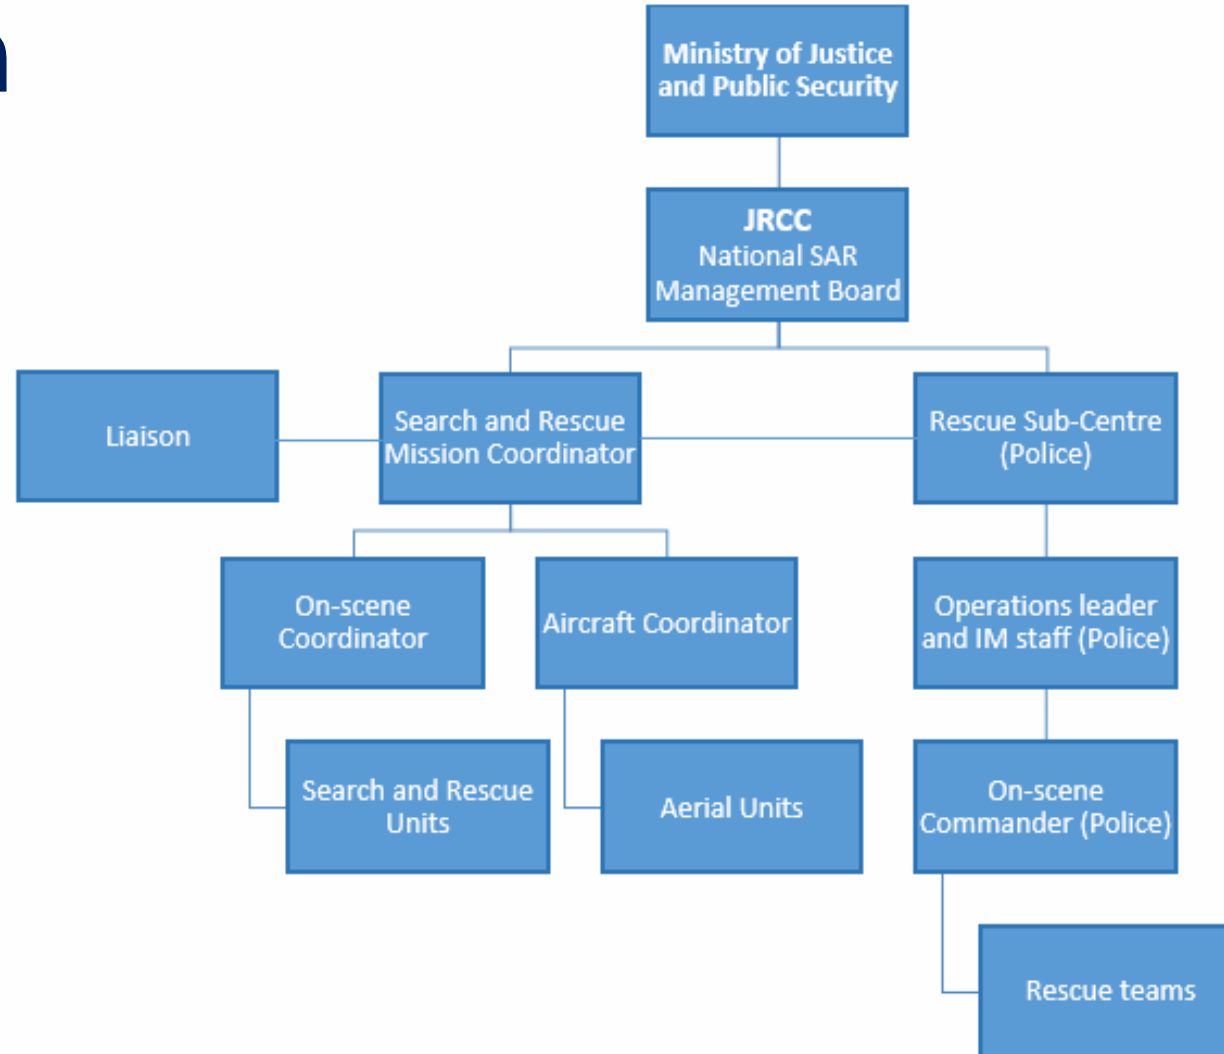 Ministry of Justice
and Public Security
JRCC
National SAR
Management Board
Liaison
Search and Rescue
Mission Coordinator
Rescue Sub-Centre
(Police)
On-scene
Coordinator
Aircraft Coordinator
Operations leader
and IM staff (Police)
Search and Rescue
Units
Aerial Units
On-scene
Commander (Police)
Rescue teams